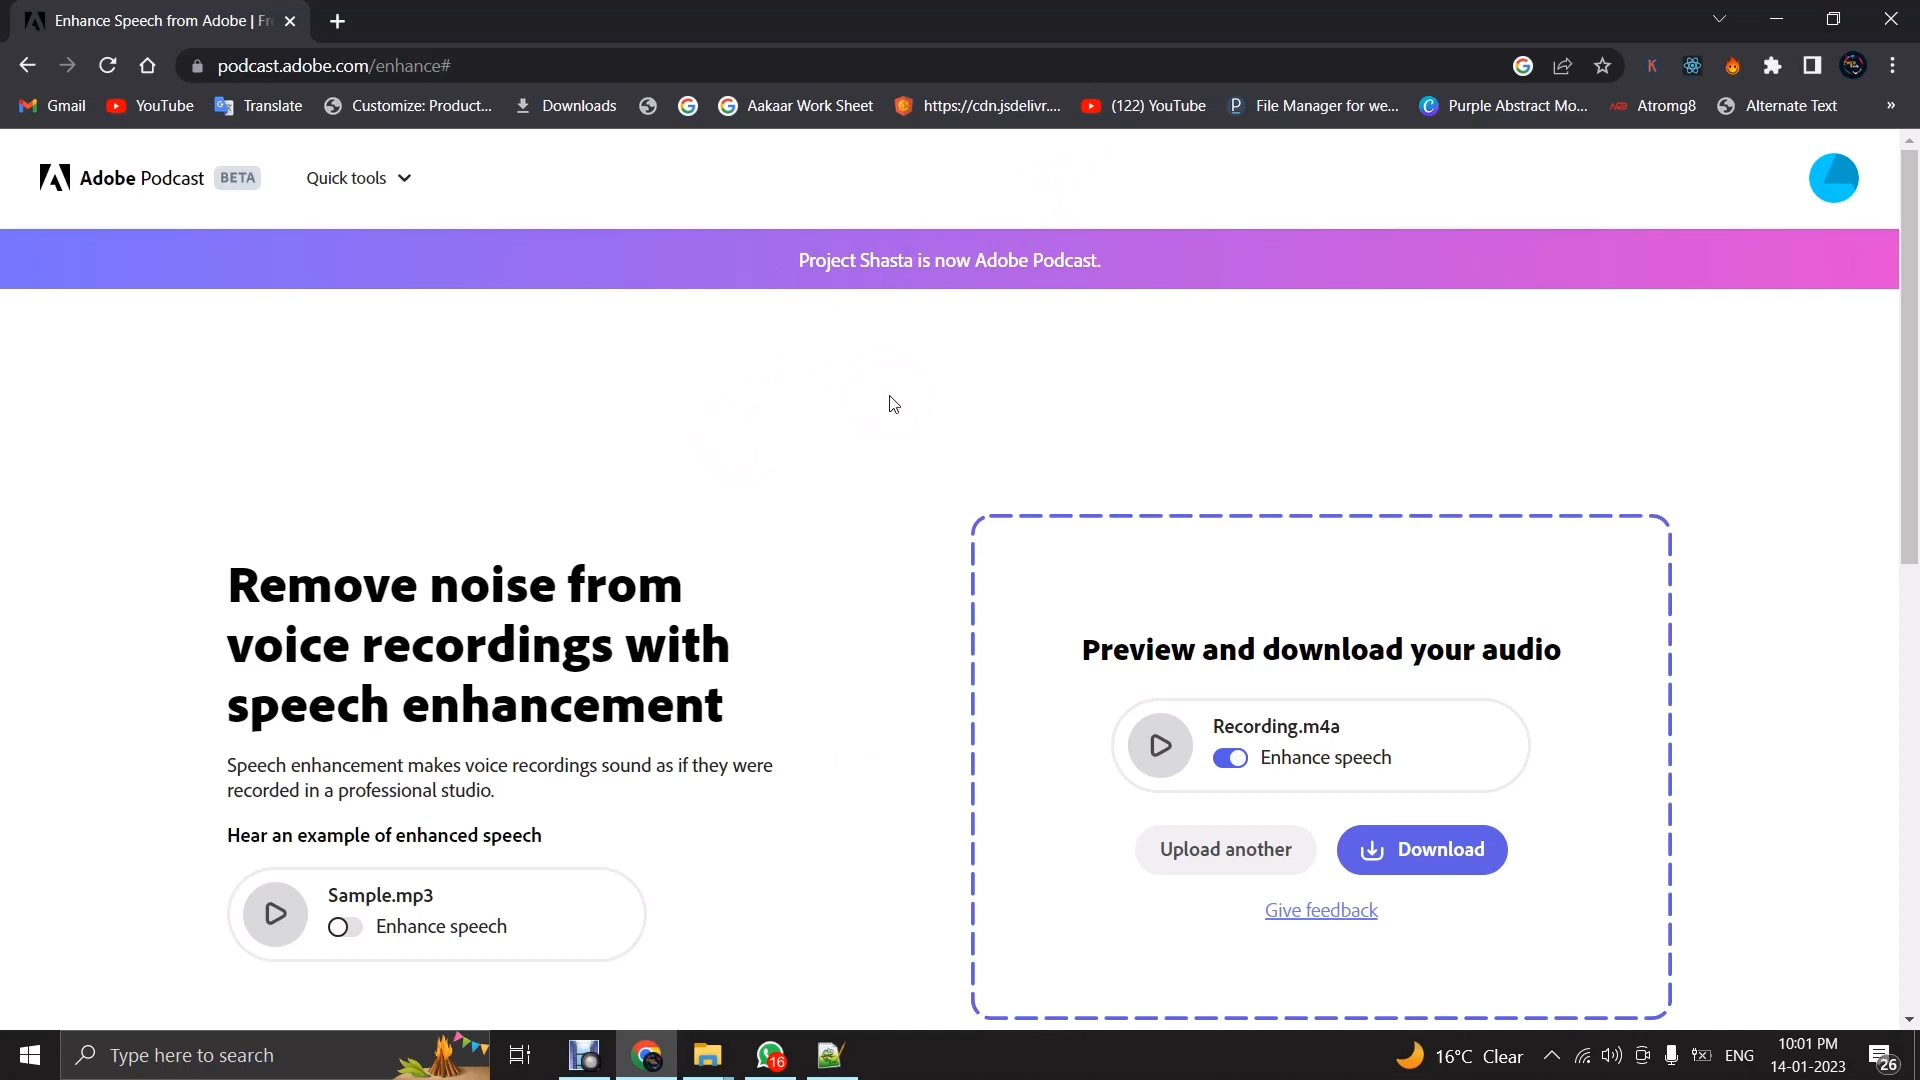 Enhance Speech from Adobe | Fr
podcast.adobe.com/enhance#
K
Gmail
YouTube
Translate
Customize: Product...
Downloads
Aakaar Work Sheet
https://cdn.jsdelivr....
(122) YouTube
File Manager for we...
Purple Abstract Mo...
Atromg8
Alternate Text
»
Adobe Podcast BETA
Quick tools
Project Shasta is now Adobe Podcast.
Remove noise from
voice recordings with
speech enhancement
Speech enhancement makes voice recordings sound as if they were
recorded in a professional studio.
Hear an example of enhanced speech
Sample.mp3
Enhance speech
Preview and download your audio
Recording.m4a
Enhance speech
Upload another
Download
Give feedback
Type here to search
16
16°C Clear
ENG
10:01 PM
14-01-2023
26